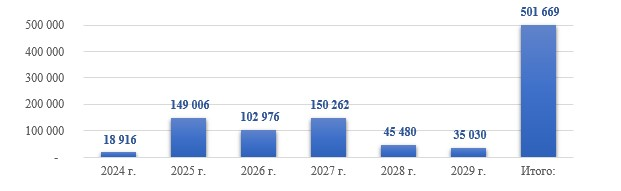 501 669
500 000
400 000
300 000
200 000
149 006
150 262
102 976
100 000
45 480
35 030
18 916
-
2024 г.
2025 г.
2026 г.
2027 г.
2028 г.
2029 г.
Итого: